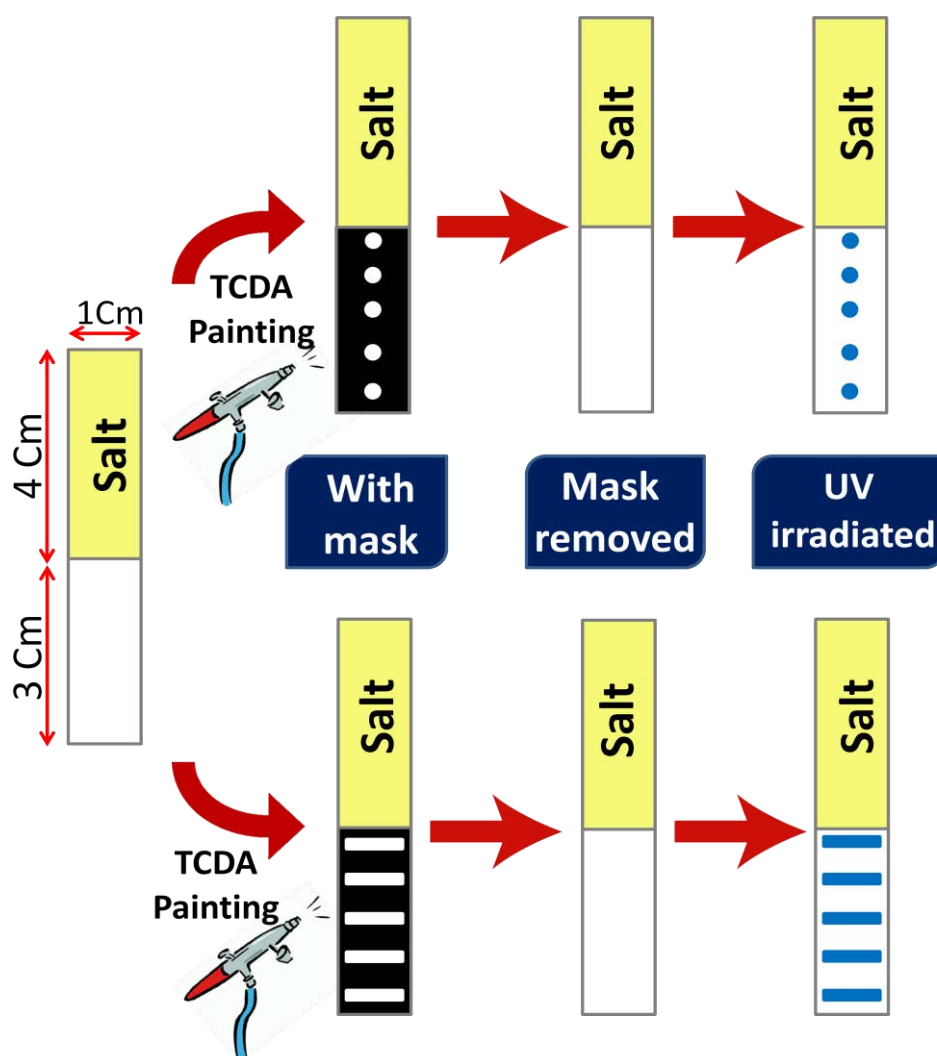 Salt
Salt
Salt
TCDA
Painting
1Cm
4 Cm
Salt
3 Cm
With
mask
Mask
removed
UV
irradiated
Salt
Salt
Salt
TCDA
Painting